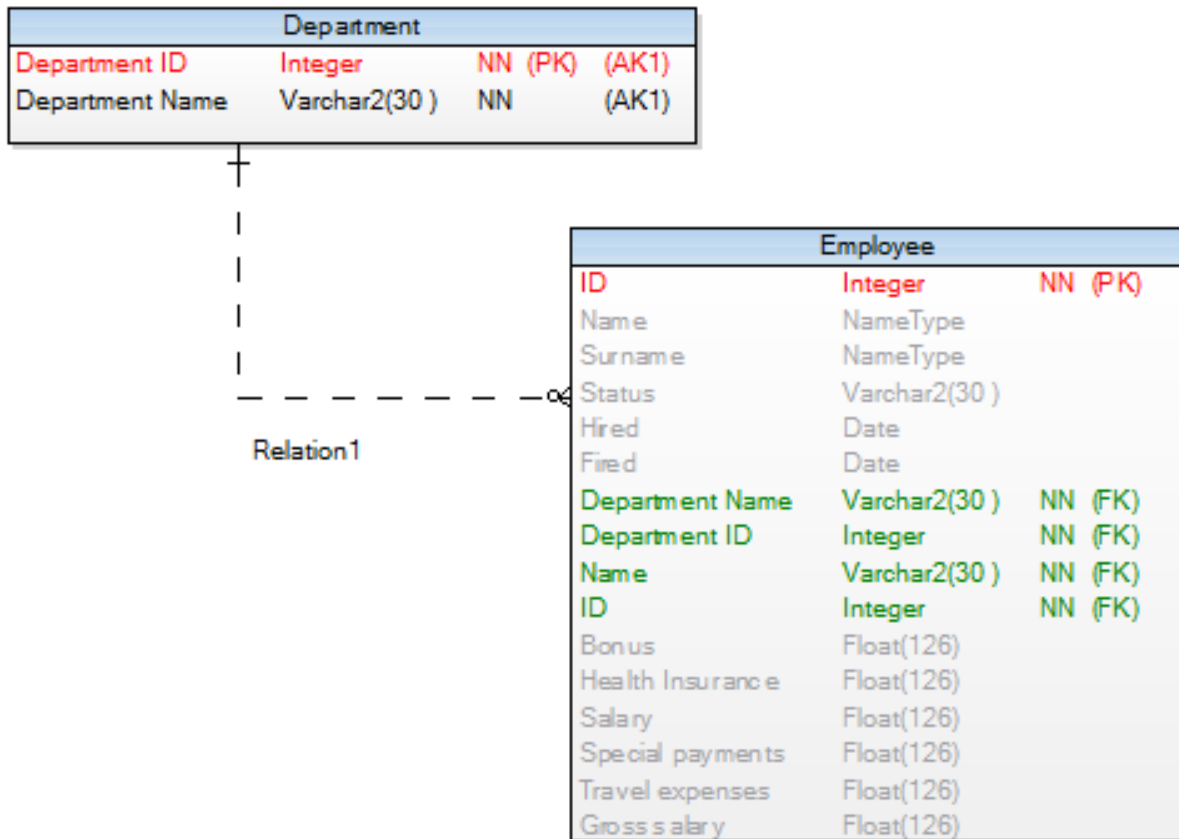 Department
Department ID Integer NN (PK) (AK1)
Department Name Varchar2(30 ) NN (AK1)
Employee
ID Integer NN (PK)
Name NameType
Surname NameType
Status Varchar2(30 )
Hired Date
Fired Date
Department Name Varchar2(30 ) NN (FK)
Department ID Integer NN (FK)
Name Varchar2(30 ) NN (FK)
ID Integer NN (FK)
Bonus Float(126)
Health Insurance Float(126)
Salary Float(126)
Special payments Float(126)
Travel expenses Float(126)
Gross salary Float(126)
Relation1